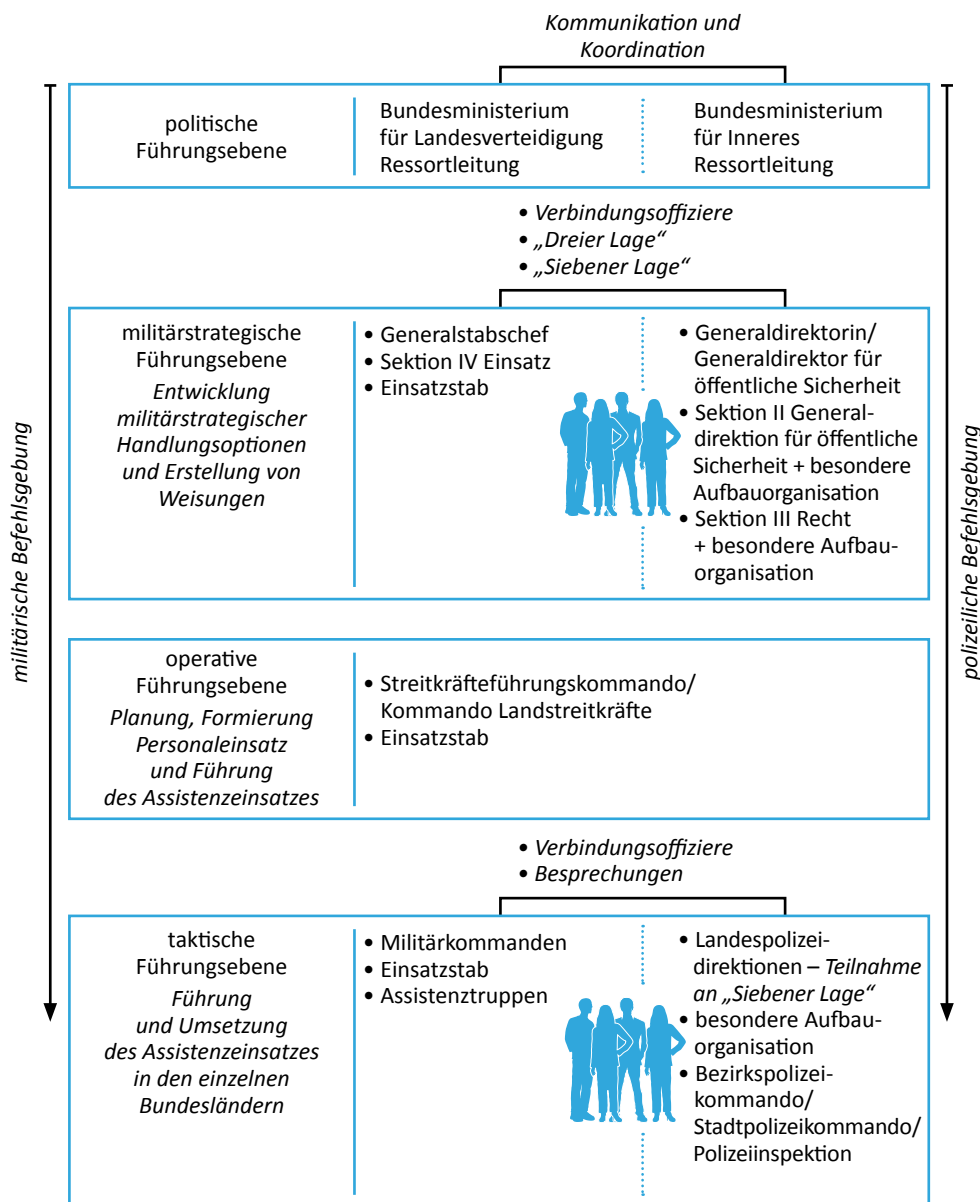 Kommunikation und
Koordination
militärische Befehlsgebung
polizeiliche Befehlsgebung
politische
Führungsebene
Bundesministerium
für Landesverteidigung
Ressortleitung
Bundesministerium
für Inneres
Ressortleitung
• Verbindungsoffiziere
• „Dreier Lage“
• „Siebener Lage“
militärstrategische
Führungsebene
Entwicklung
militärstrategischer
Handlungsoptionen
und Erstellung von
Weisungen
• Generalstabschef
• Sektion IV Einsatz
• Einsatzstab
• Generaldirektorin/
Generaldirektor für
öffentliche Sicherheit
• Sektion II General-
direktion für öffentliche
Sicherheit + besondere
Aufbauorganisation
• Sektion III Recht
+ besondere Aufbau-
organisation
operative
Führungsebene
Planung, Formierung
Personaleinsatz
und Führung
des Assistenzeinsatzes
• Streitkräfteführungskommando/
Kommando Landstreitkräfte
• Einsatzstab
• Verbindungsoffiziere
• Besprechungen
taktische
Führungsebene
Führung
und Umsetzung
des Assistenzeinsatzes
in den einzelnen
Bundesländern
• Militärkommanden
• Einsatzstab
• Assistenztruppen
• Landespolizei-
direktionen – Teilnahme
an „Siebener Lage“
• besondere Aufbau-
organisation
• Bezirkspolizei-
kommando/
Stadtpolizeikommando/
Polizeiinspektion